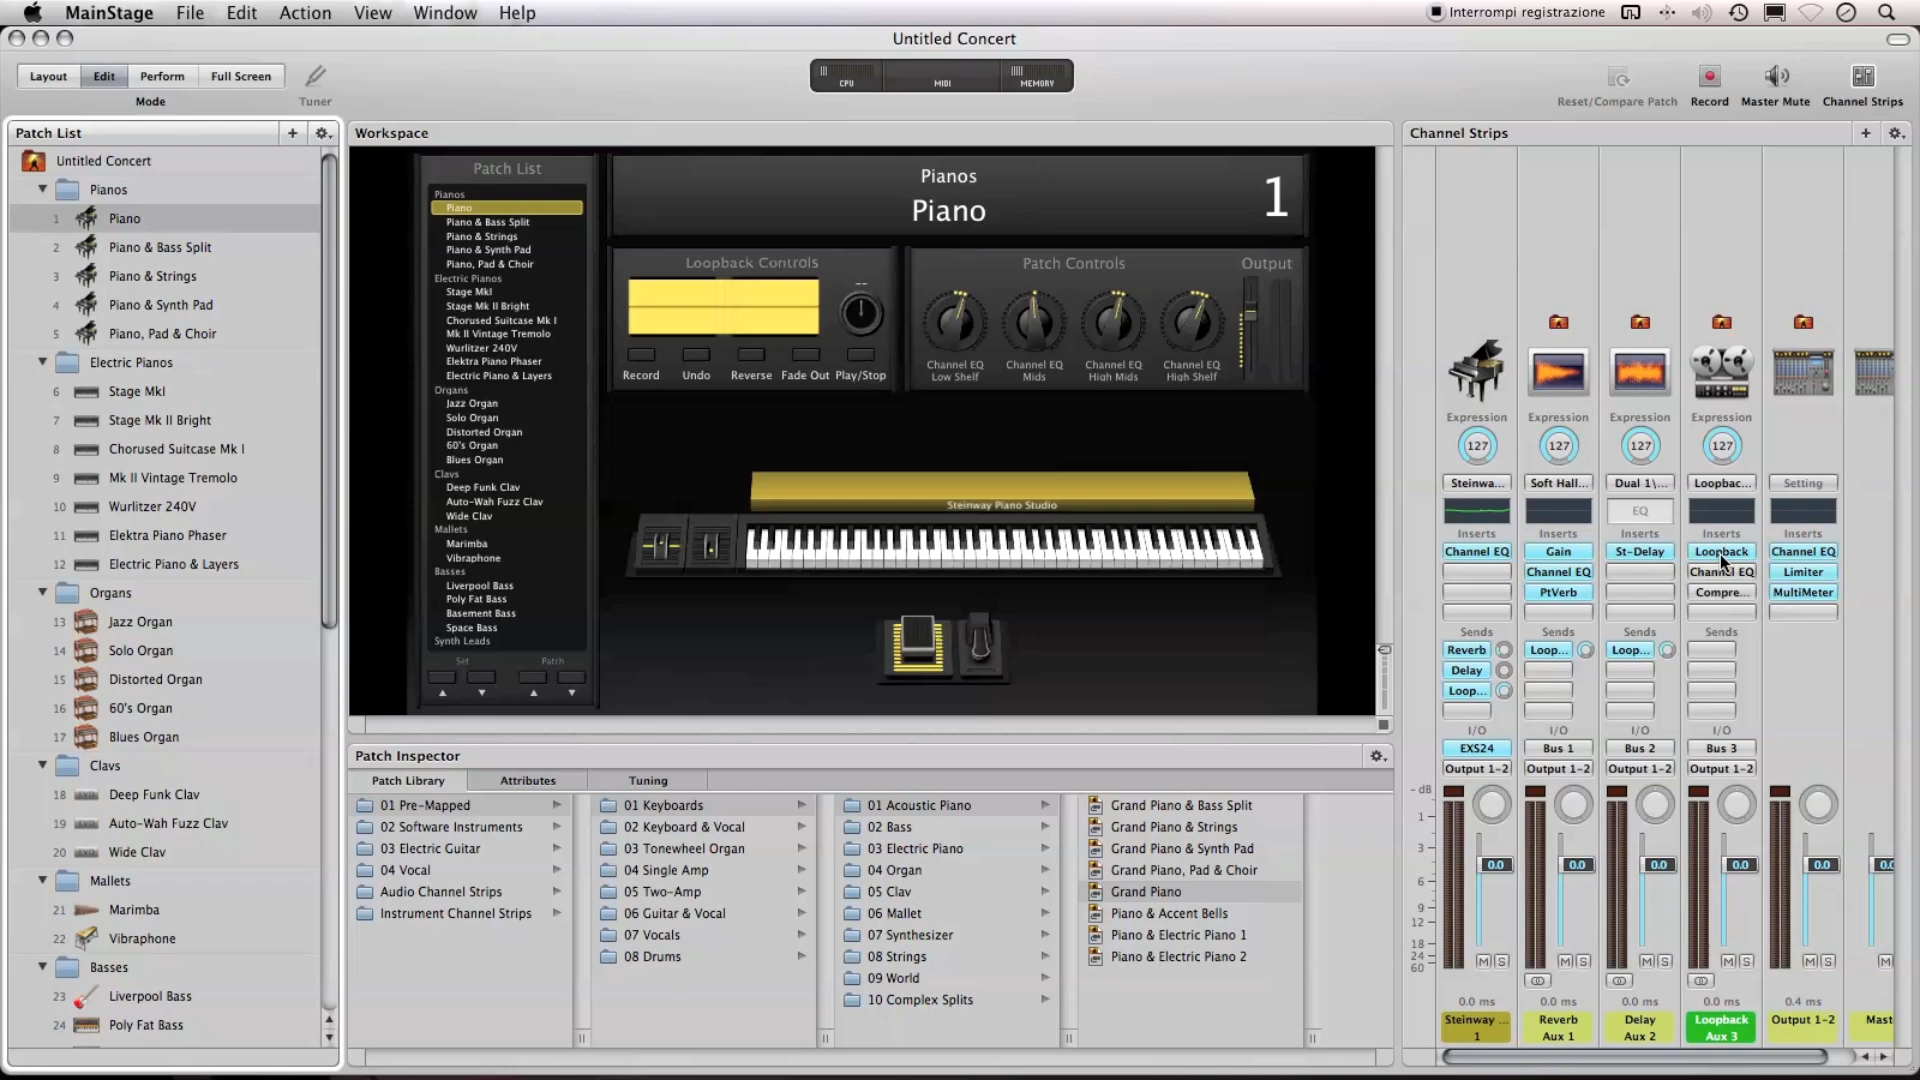 MainStage File Edit Action View Window Help Interrompi registrazione
Untitled Concert
Layout Edit Perform Full Screen
Mode Tuner
CPU MIDI MEMORY
Reset/Compare Patch Record Master Mute Channel Strips
Patch List
Untitled Concert
Pianos
1 Piano
2 Piano & Bass Split
3 Piano & Strings
4 Piano & Synth Pad
5 Piano, Pad & Choir
Electric Pianos
6 Stage MkI
7 Stage Mk II Bright
8 Chorused Suitcase Mk I
9 Mk II Vintage Tremolo
10 Wurlitzer 240V
11 Elektra Piano Phaser
12 Electric Piano & Layers
Organs
13 Jazz Organ
14 Solo Organ
15 Distorted Organ
16 60's Organ
17 Blues Organ
Clavs
18 Deep Funk Clav
19 Auto-Wah Fuzz Clav
20 Wide Clav
Mallets
21 Marimba
22 Vibraphone
Basses
23 Liverpool Bass
24 Poly Fat Bass
Workspace
Patch List
Pianos
Piano
Piano & Bass Split
Piano & Strings
Piano & Synth Pad
Piano, Pad & Choir
Electric Pianos
Stage MkI
Stage Mk II Bright
Chorused Suitcase Mk I
Mk II Vintage Tremolo
Wurlitzer 240V
Elektra Piano Phaser
Electric Piano & Layers
Organs
Jazz Organ
Solo Organ
Distorted Organ
60's Organ
Blues Organ
Clavs
Deep Funk Clav
Auto-Wah Fuzz Clav
Wide Clav
Mallets
Marimba
Vibraphone
Basses
Liverpool Bass
Poly Fat Bass
Basement Bass
Space Bass
Synth Leads
Set Patch
Pianos
Piano 1
Loopback Controls
--
Record Undo Reverse Fade Out Play/Stop
Patch Controls Output
Channel EQ Low Shelf
Channel EQ Mids
Channel EQ High Mids
Channel EQ High Shelf
Steinway Piano Studio
Patch Inspector
Patch Library Attributes Tuning
01 Pre-Mapped
02 Software Instruments
03 Electric Guitar
04 Vocal
Audio Channel Strips
Instrument Channel Strips
01 Keyboards
02 Keyboard & Vocal
03 Tonewheel Organ
04 Single Amp
05 Two-Amp
06 Guitar & Vocal
07 Vocals
08 Drums
01 Acoustic Piano
02 Bass
03 Electric Piano
04 Organ
05 Clav
06 Mallet
07 Synthesizer
08 Strings
09 World
10 Complex Splits
Grand Piano & Bass Split
Grand Piano & Strings
Grand Piano & Synth Pad
Grand Piano, Pad & Choir
Grand Piano
Piano & Accent Bells
Piano & Electric Piano 1
Piano & Electric Piano 2
Channel Strips
Expression Expression Expression Expression
127 127 127 127
Steinwa... Soft Hall... Dual 1\... Loopbac... Setting
EQ
Inserts Inserts Inserts Inserts Inserts
Channel EQ Gain St-Delay Loopback Channel EQ
Channel EQ Channel EQ Limiter
PtVerb Compre... MultiMeter
Sends Sends Sends Sends
Reverb Loop... Loop...
Delay
Loop...
I/O I/O I/O I/O
EXS24 Bus 1 Bus 2 Bus 3
Output 1-2 Output 1-2 Output 1-2 Output 1-2
- dB
1
3
6
9
12
18
24
60
0.0 0.0 0.0 0.0 0.0 0.0
M S M S M S M S M S M
0.0 ms 0.0 ms 0.0 ms 0.0 ms 0.4 ms
Steinway ... Reverb Delay Loopback Output 1-2 Mast
1 Aux 1 Aux 2 Aux 3